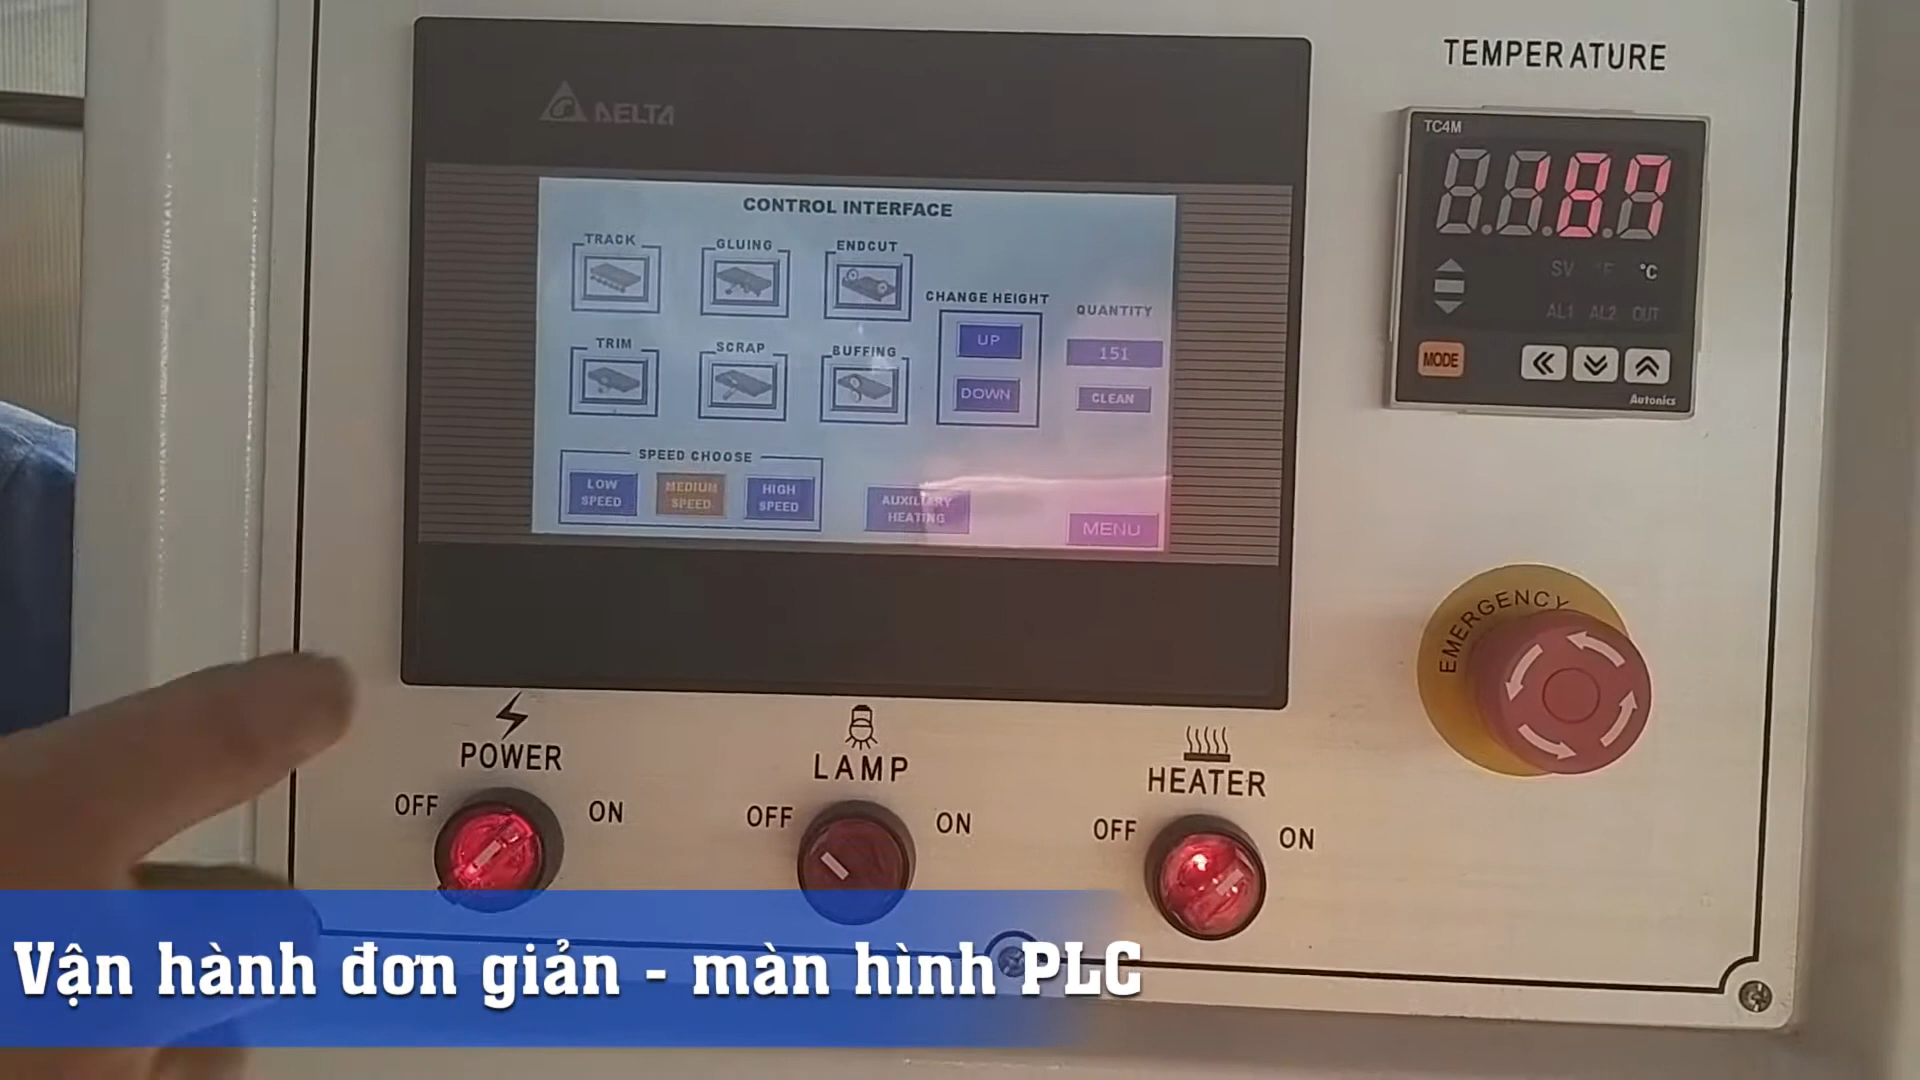 DELTA
CONTROL INTERFACE
TRACK
GLUING
ENDCUT
TRIM
SCRAP
BUFFING
CHANGE HEIGHT
UP
DOWN
QUANTITY
151
CLEAN
SPEED CHOOSE
LOW
SPEED
MEDIUM
SPEED
HIGH
SPEED
AUXILIARY
HEATING
MENU
TEMPERATURE
TC4M
187
SV °F °C
AL1 AL2 OUT
MODE
Autonics
EMERGENCY
POWER
OFF ON
LAMP
OFF ON
HEATER
OFF ON
Vận hành đơn giản - màn hình PLC